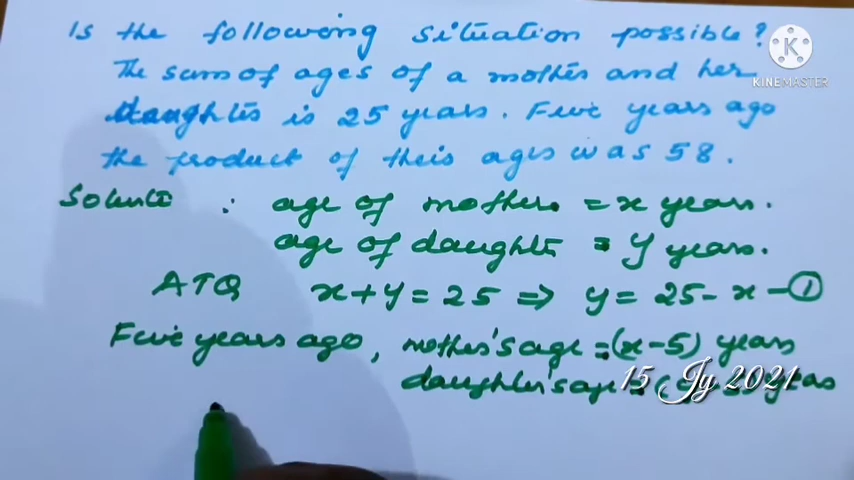 Is the following situation possible?
The sum of ages of a mother and her
daughter is 25 years. Five years ago
the product of their ages was 58.
Solution : age of mother = x years.
age of daughter = y years.
ATQ x+y = 25 ⇒ y = 25 - x - ①
Five years ago, mother's age = (x-5) years
daughter's age = years
15 Jy 2021
KINEMASTER